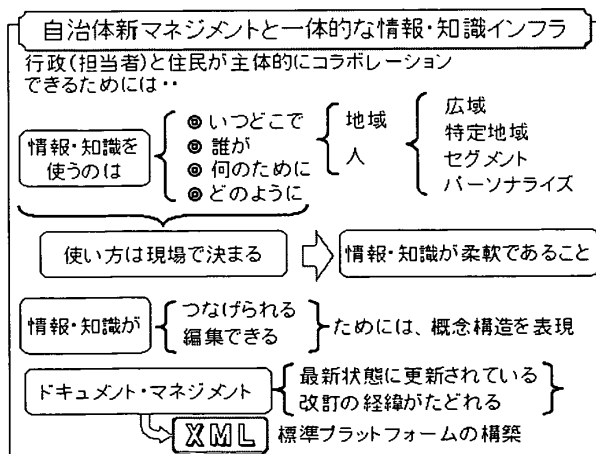 自治体新マネジメントと一体的な情報・知識インフラ
行政(担当者)と住民が主体的にコラボレーション
できるためには‥
情報・知識を
使うのは
◎いつどこで
◎誰が
◎何のために
◎どのように
地域
人
広域
特定地域
セグメント
パーソナライズ
使い方は現場で決まる
情報・知識が柔軟であること
情報・知識が
つなげられる
編集できる
ためには、概念構造を表現
ドキュメント・マネジメント
最新状態に更新されている
改訂の経緯がたどれる
XML 標準プラットフォームの構築